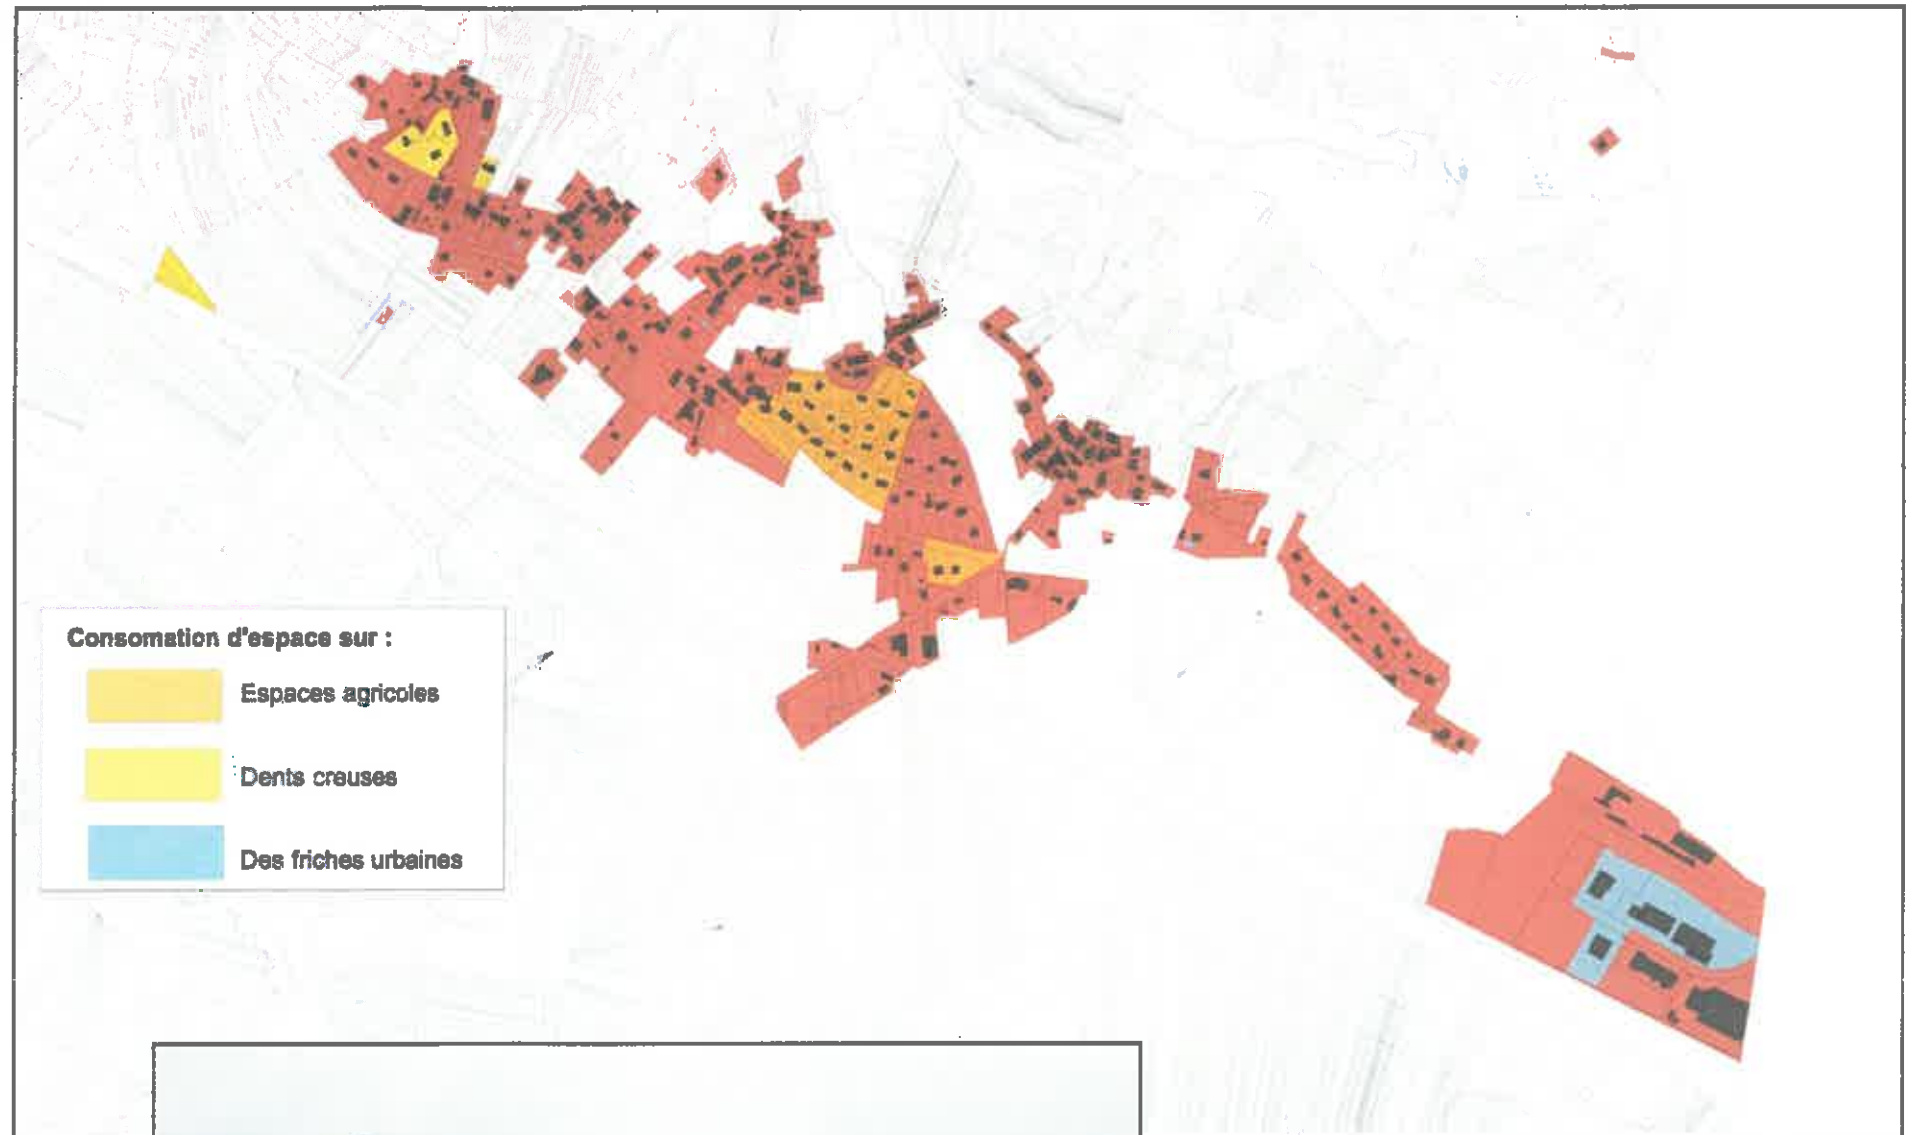 Consomation d'espace sur :
Espaces agricoles
Dents creuses
Des friches urbaines